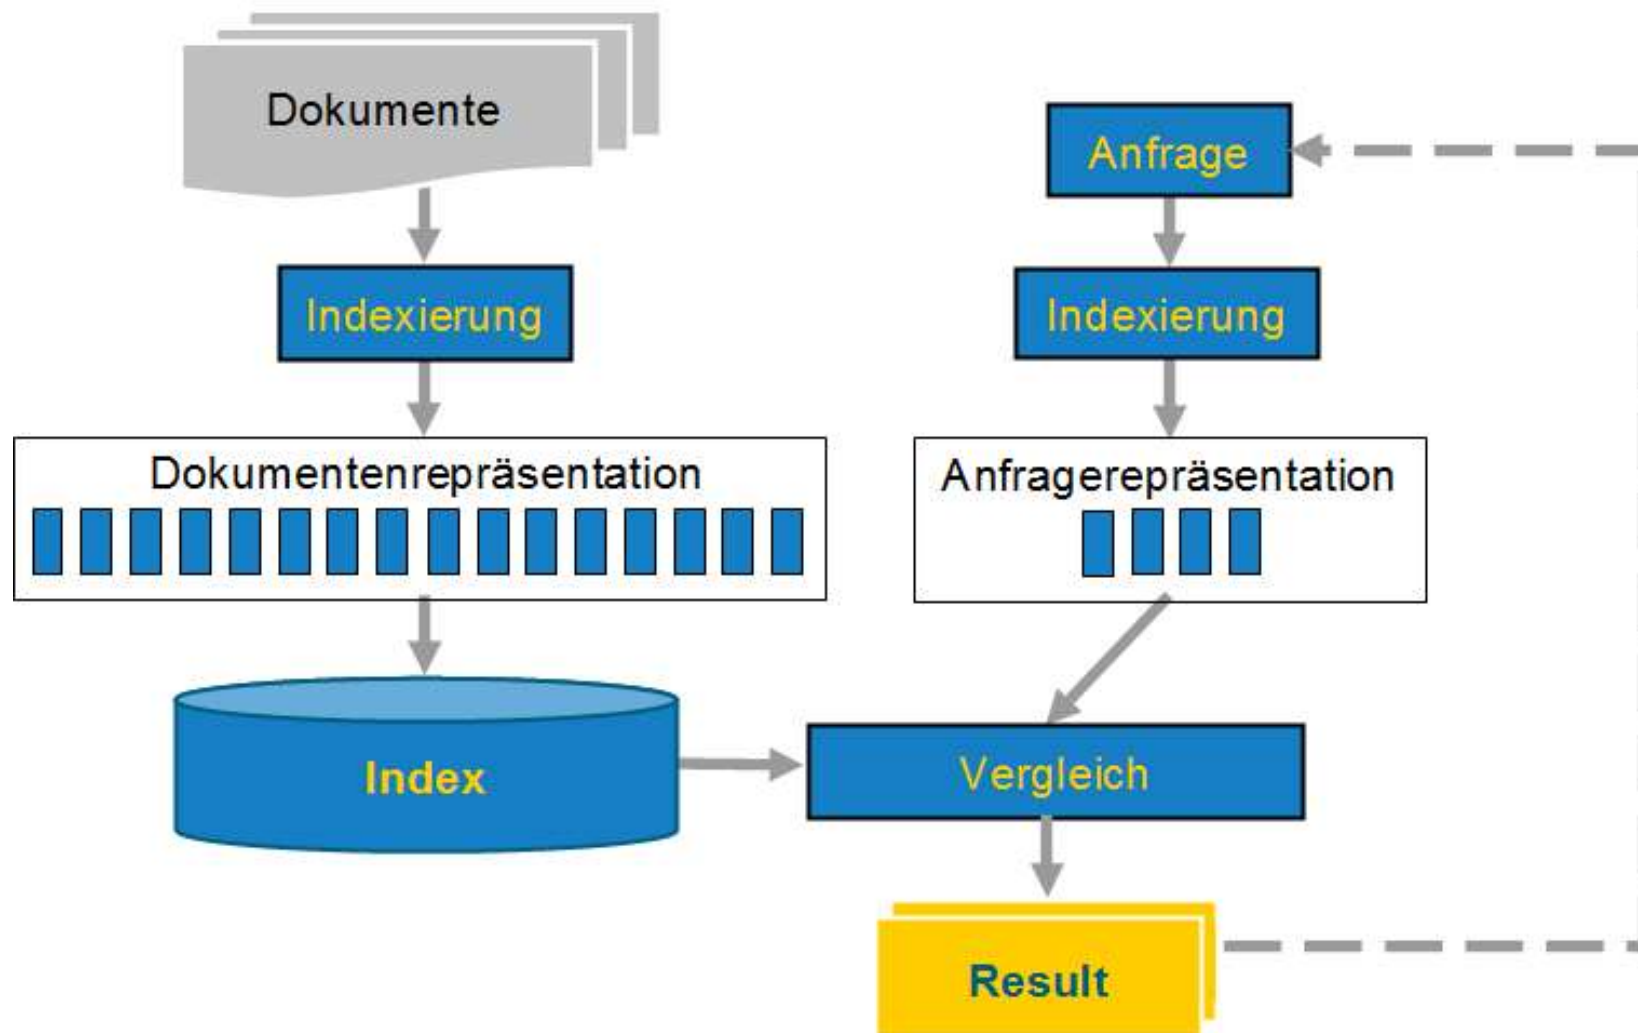 Dokumente
Anfrage
Indexierung
Indexierung
Dokumentenrepräsentation
Anfragerepräsentation
Index
Vergleich
Result